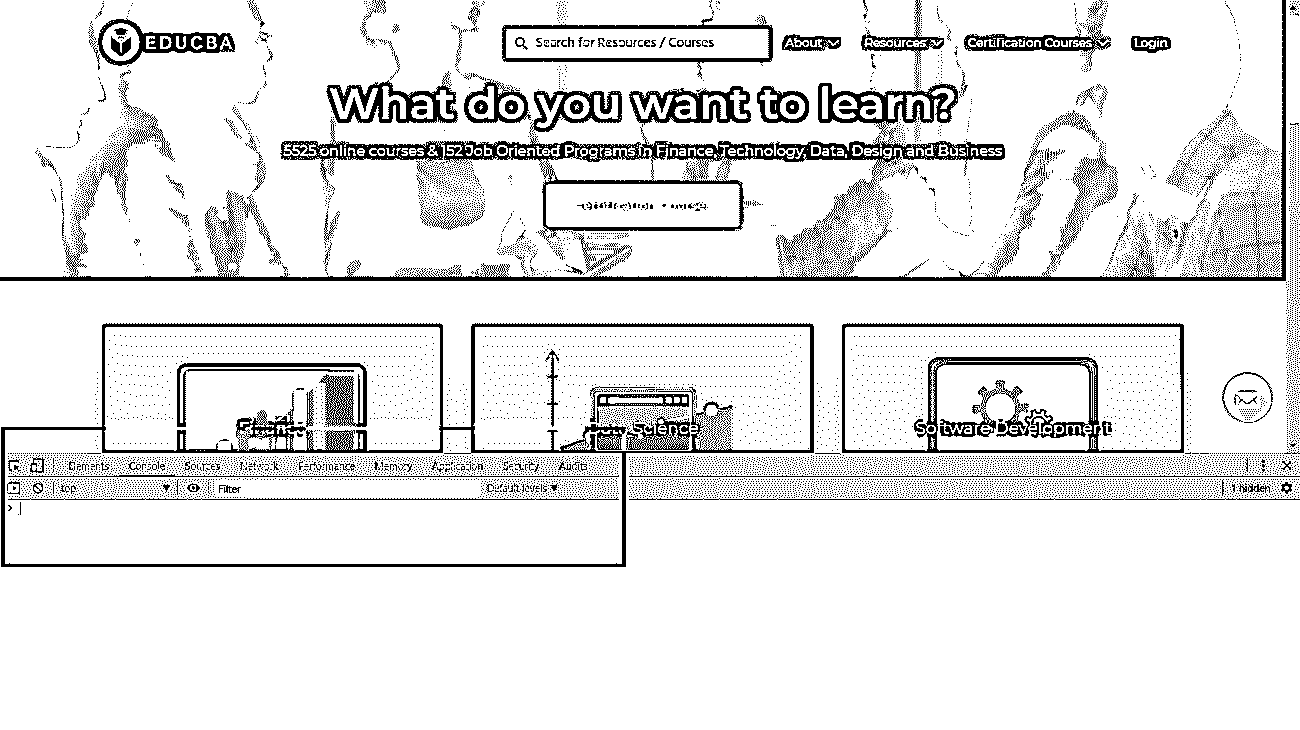 EDUCBA
Search for Resources / Courses
About
Resources
Certification Courses
Login
What do you want to learn?
5525 online courses & 152 Job Oriented Programs in Finance, Technology, Data, Design and Business
Finance
Data Science
Software Development
Elements Console Sources Network Performance Memory Application Security Audits
top Filter Default levels ▼ 1 hidden